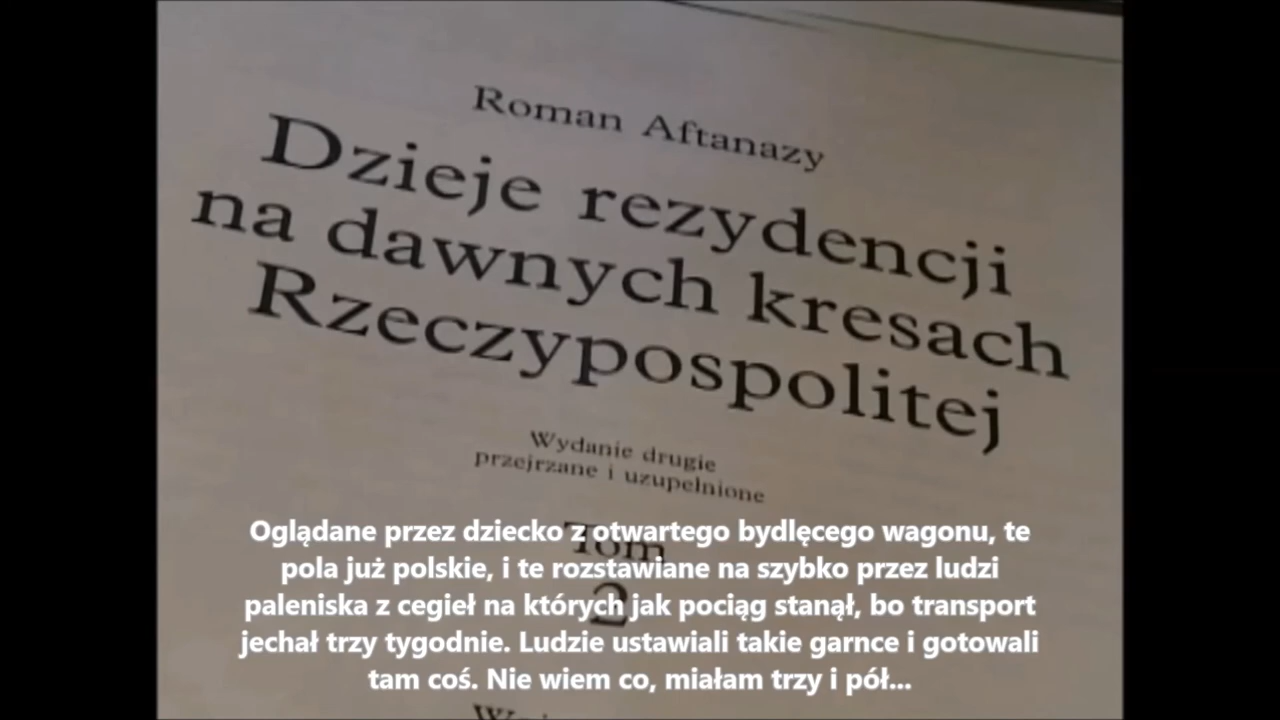 Roman Aftanazy
Dzieje rezydencji
na dawnych kresach
Rzeczypospolitej
Wydanie drugie
przejrzane i uzupełnione
Tom
2
Oglądane przez dziecko z otwartego bydlęcego wagonu, te
pola już polskie, i te rozstawiane na szybko przez ludzi
paleniska z cegieł na których jak pociąg stanął, bo transport
jechał trzy tygodnie. Ludzie ustawiali takie garnce i gotowali
tam coś. Nie wiem co, miałam trzy i pół...